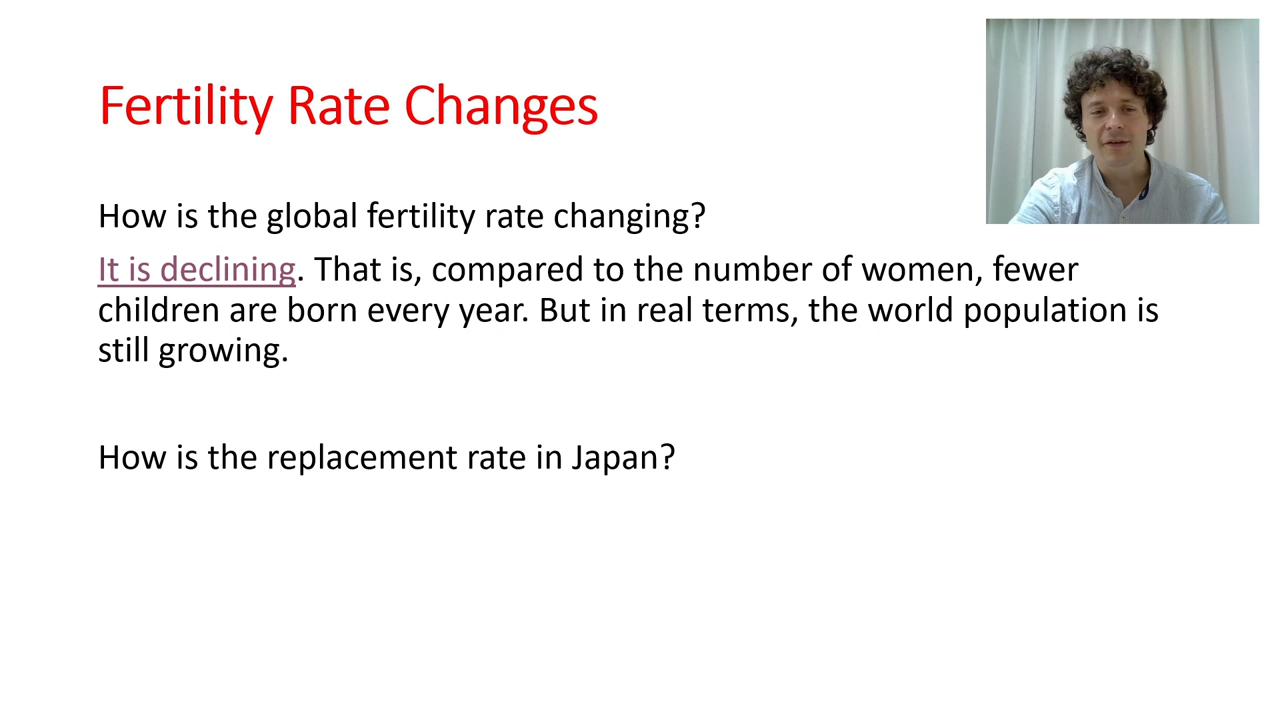 Fertility Rate Changes
How is the global fertility rate changing?
It is declining. That is, compared to the number of women, fewer
children are born every year. But in real terms, the world population is
still growing.
How is the replacement rate in Japan?